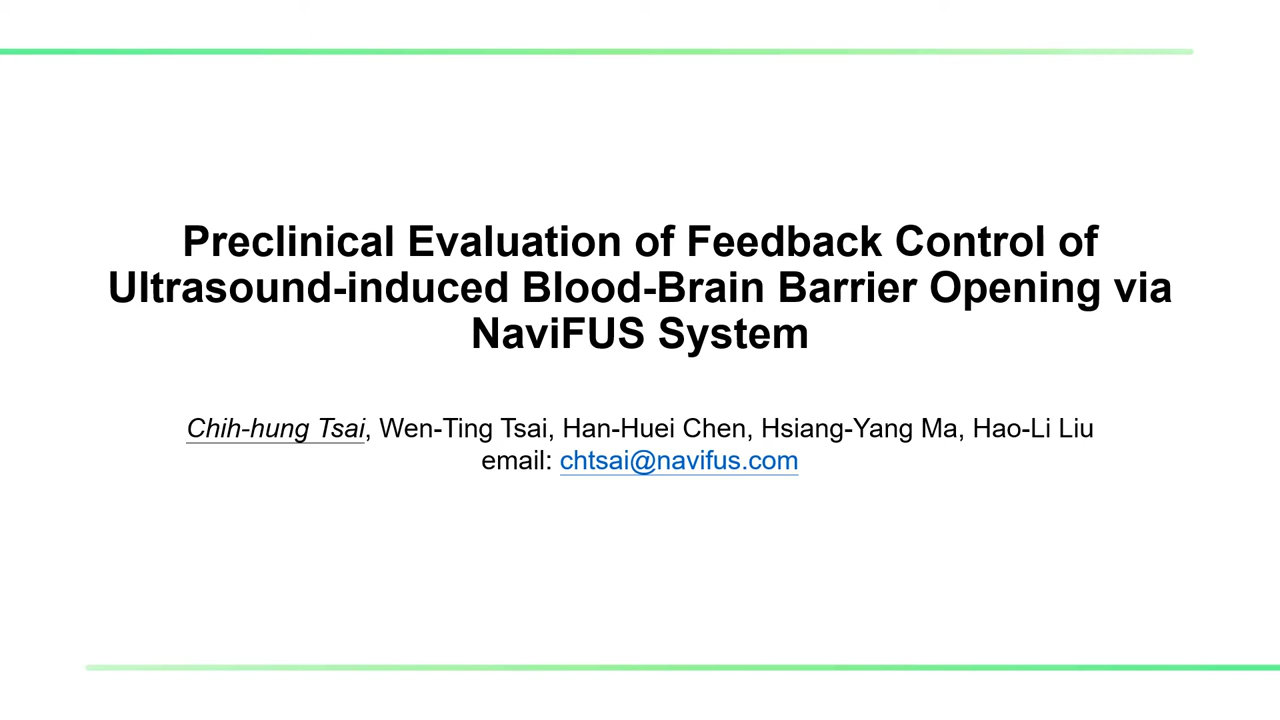 Preclinical Evaluation of Feedback Control of
Ultrasound-induced Blood-Brain Barrier Opening via
NaviFUS System
Chih-hung Tsai, Wen-Ting Tsai, Han-Huei Chen, Hsiang-Yang Ma, Hao-Li Liu
email: chtsai@navifus.com